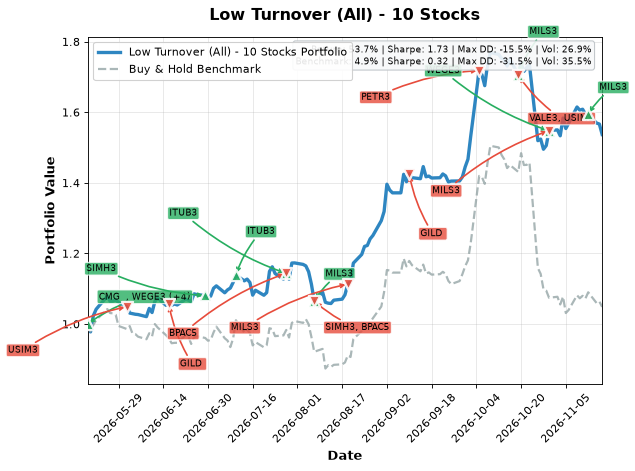 Low Turnover (All) - 10 Stocks
MILS3
Low Turnover (All) - 10 Stocks Portfolio
Buy & Hold Benchmark
| Sharpe: 1.73 | Max DD: -15.5% | Vol: 26.9%
4.9% | Sharpe: 0.32 | Max DD: -31.5% | Vol: 35.5%
WEGE3
PETR3
MILS3
VALE3, USIM
MILS3
ITUB3
ITUB3
GILD
SIMH3
MILS3
CMG
WEGE3 (+4)
USIM3
BPAC5
MILS3
SIMH3, BPAC5
GILD
1.8
1.6
1.4
1.2
1.0
Portfolio Value
2026-05-29
2026-06-14
2026-06-30
2026-07-16
2026-08-01
2026-08-17
2026-09-02
2026-09-18
2026-10-04
2026-10-20
2026-11-05
Date